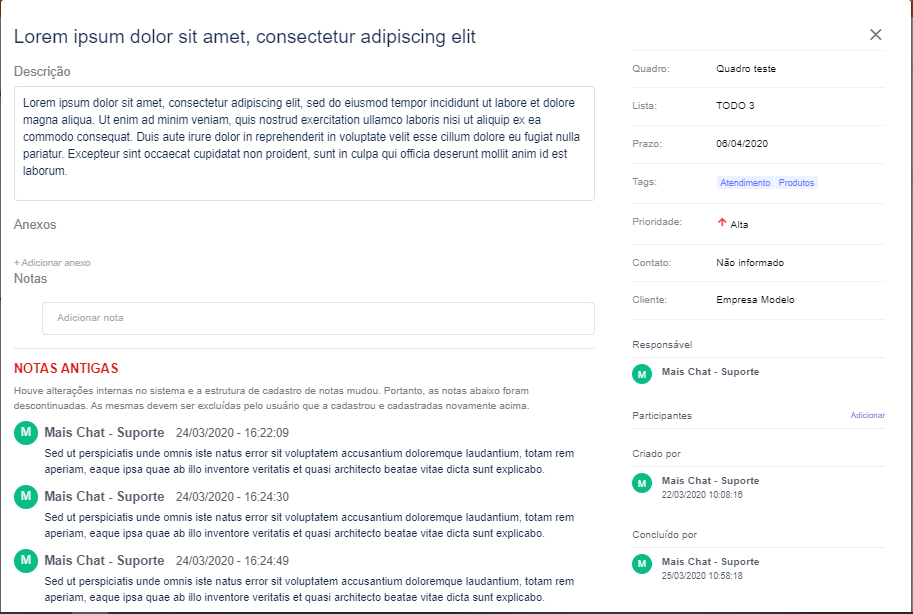 Lorem ipsum dolor sit amet, consectetur adipiscing elit
Descrição
Lorem ipsum dolor sit amet, consectetur adipiscing elit, sed do eiusmod tempor incididunt ut labore et dolore
magna aliqua. Ut enim ad minim veniam, quis nostrud exercitation ullamco laboris nisi ut aliquip ex ea
commodo consequat. Duis aute irure dolor in reprehenderit in voluptate velit esse cillum dolore eu fugiat nulla
pariatur. Excepteur sint occaecat cupidatat non proident, sunt in culpa qui officia deserunt mollit anim id est
laborum.
Anexos
+ Adicionar anexo
Notas
Adicionar nota
NOTAS ANTIGAS
Houve alterações internas no sistema e a estrutura de cadastro de notas mudou. Portanto, as notas abaixo foram
descontinuadas. As mesmas devem ser excluídas pelo usuário que a cadastrou e cadastradas novamente acima.
M Mais Chat - Suporte 24/03/2020 - 16:22:09
Sed ut perspiciatis unde omnis iste natus error sit voluptatem accusantium doloremque laudantium, totam rem
aperiam, eaque ipsa quae ab illo inventore veritatis et quasi architecto beatae vitae dicta sunt explicabo.
M Mais Chat - Suporte 24/03/2020 - 16:24:30
Sed ut perspiciatis unde omnis iste natus error sit voluptatem accusantium doloremque laudantium, totam rem
aperiam, eaque ipsa quae ab illo inventore veritatis et quasi architecto beatae vitae dicta sunt explicabo.
M Mais Chat - Suporte 24/03/2020 - 16:24:49
Sed ut perspiciatis unde omnis iste natus error sit voluptatem accusantium doloremque laudantium, totam rem
aperiam, eaque ipsa quae ab illo inventore veritatis et quasi architecto beatae vitae dicta sunt explicabo.
Quadro: Quadro teste
Lista: TODO 3
Prazo: 06/04/2020
Tags: Atendimento Produtos
Prioridade: Alta
Contato: Não informado
Cliente: Empresa Modelo
Responsável
M Mais Chat - Suporte
Participantes Adicionar
Criado por
M Mais Chat - Suporte
22/03/2020 10:08:16
Concluído por
M Mais Chat - Suporte
25/03/2020 10:58:18